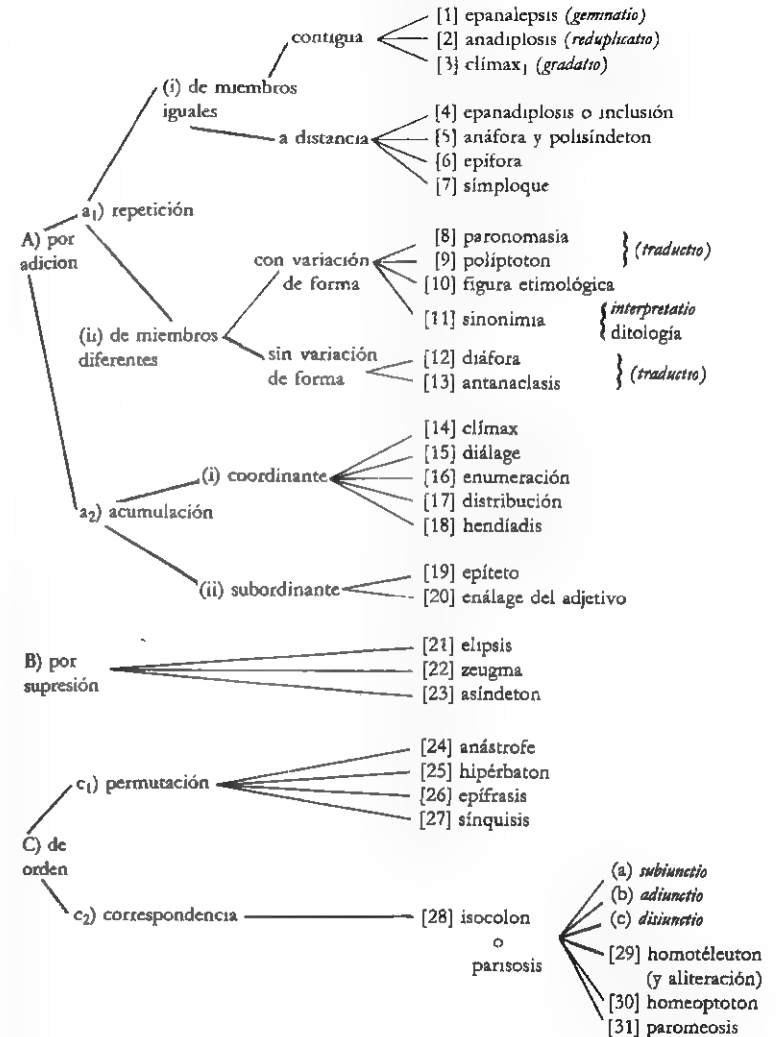 [1] epanalepsis (geminatio)
contigua
[2] anadiplosis (reduplicatio)
[3] clímax₁ (gradatio)
(i) de miembros
iguales
[4] epanadiplosis o inclusión
a distancia
[5] anáfora y polisíndeton
[6] epífora
[7] símploque
a₁) repetición
A) por
adicion
[8] paronomasia
(traductio)
con variación
de forma
[9] políptoton
[10] figura etimológica
[11] sinonimia
interpretatio
ditología
(ii) de miembros
diferentes
sin variación
de forma
[12] diáfora
[13] antanaclasis
(traductio)
[14] clímax
[15] diálage
(i) coordinante
[16] enumeración
[17] distribución
[18] hendíadis
a₂) acumulación
(ii) subordinante
[19] epíteto
[20] enálage del adjetivo
B) por
supresión
[21] elipsis
[22] zeugma
[23] asíndeton
c₁) permutación
[24] anástrofe
[25] hipérbaton
[26] epífrasis
[27] sínquisis
C) de
orden
c₂) correspondencia
[28] isocolon
o
parisosis
(a) subiunctio
(b) adiunctio
(c) disiunctio
[29] homotéleuton
(y aliteración)
[30] homeoptoton
[31] paromeosis